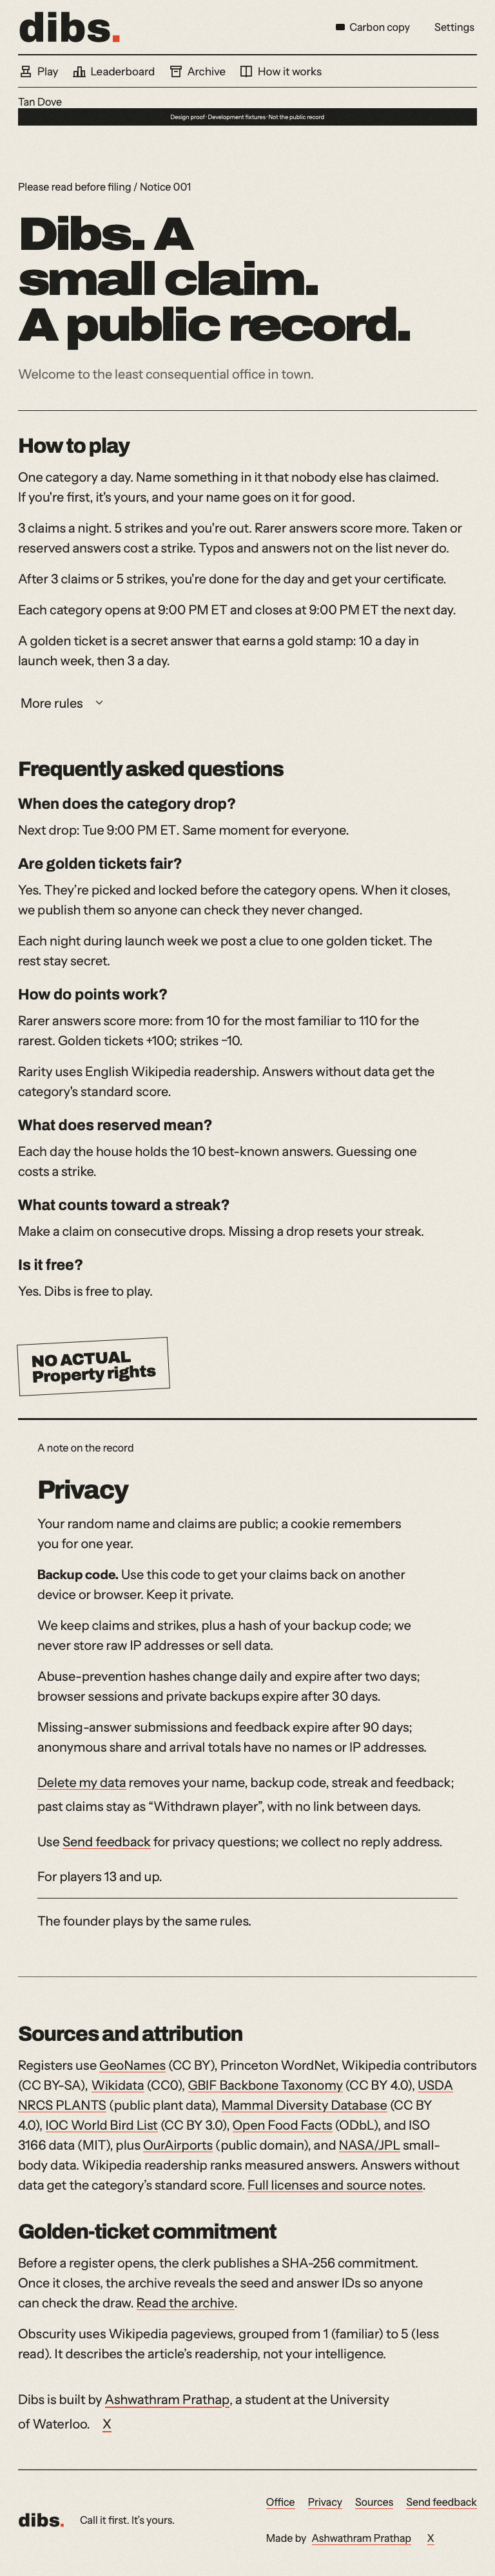 dibs.
Carbon copy
Settings
Play
Leaderboard
Archive
How it works
Tan Dove
Design proof · Development fixtures · Not the public record
Please read before filing / Notice 001
Dibs. A
small claim.
A public record.
Welcome to the least consequential office in town.
How to play
One category a day. Name something in it that nobody else has claimed.
If you're first, it's yours, and your name goes on it for good.
3 claims a night. 5 strikes and you're out. Rarer answers score more. Taken or
reserved answers cost a strike. Typos and answers not on the list never do.
After 3 claims or 5 strikes, you're done for the day and get your certificate.
Each category opens at 9:00 PM ET and closes at 9:00 PM ET the next day.
A golden ticket is a secret answer that earns a gold stamp: 10 a day in
launch week, then 3 a day.
More rules
Frequently asked questions
When does the category drop?
Next drop: Tue 9:00 PM ET. Same moment for everyone.
Are golden tickets fair?
Yes. They're picked and locked before the category opens. When it closes,
we publish them so anyone can check they never changed.
Each night during launch week we post a clue to one golden ticket. The
rest stay secret.
How do points work?
Rarer answers score more: from 10 for the most familiar to 110 for the
rarest. Golden tickets +100; strikes −10.
Rarity uses English Wikipedia readership. Answers without data get the
category's standard score.
What does reserved mean?
Each day the house holds the 10 best-known answers. Guessing one
costs a strike.
What counts toward a streak?
Make a claim on consecutive drops. Missing a drop resets your streak.
Is it free?
Yes. Dibs is free to play.
NO ACTUAL
Property rights
A note on the record
Privacy
Your random name and claims are public; a cookie remembers
you for one year.
Backup code. Use this code to get your claims back on another
device or browser. Keep it private.
We keep claims and strikes, plus a hash of your backup code; we
never store raw IP addresses or sell data.
Abuse-prevention hashes change daily and expire after two days;
browser sessions and private backups expire after 30 days.
Missing-answer submissions and feedback expire after 90 days;
anonymous share and arrival totals have no names or IP addresses.
Delete my data removes your name, backup code, streak and feedback;
past claims stay as “Withdrawn player”, with no link between days.
Use Send feedback for privacy questions; we collect no reply address.
For players 13 and up.
The founder plays by the same rules.
Sources and attribution
Registers use GeoNames (CC BY), Princeton WordNet, Wikipedia contributors
(CC BY-SA), Wikidata (CC0), GBIF Backbone Taxonomy (CC BY 4.0), USDA
NRCS PLANTS (public plant data), Mammal Diversity Database (CC BY
4.0), IOC World Bird List (CC BY 3.0), Open Food Facts (ODbL), and ISO
3166 data (MIT), plus OurAirports (public domain), and NASA/JPL small-
body data. Wikipedia readership ranks measured answers. Answers without
data get the category's standard score. Full licenses and source notes.
Golden-ticket commitment
Before a register opens, the clerk publishes a SHA-256 commitment.
Once it closes, the archive reveals the seed and answer IDs so anyone
can check the draw. Read the archive.
Obscurity uses Wikipedia pageviews, grouped from 1 (familiar) to 5 (less
read). It describes the article's readership, not your intelligence.
Dibs is built by Ashwathram Prathap, a student at the University
of Waterloo. X
dibs.
Call it first. It's yours.
Office Privacy Sources Send feedback
Made by Ashwathram Prathap X